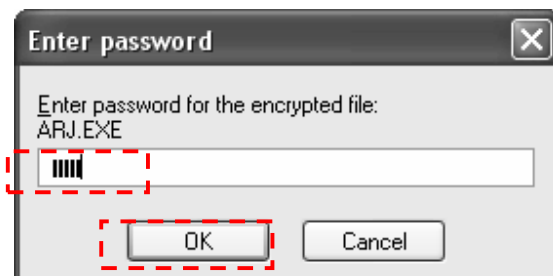 Enter password
Enter password for the encrypted file:
ARJ.EXE
OK
Cancel